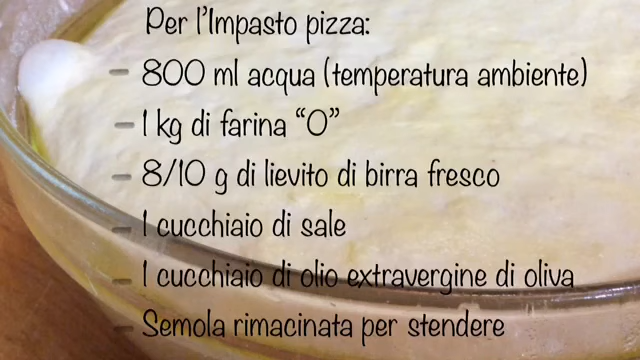 Per l'Impasto pizza:
- 800 ml acqua (temperatura ambiente)
- 1 kg di farina "0"
- 8/10 g di lievito di birra fresco
- 1 cucchiaio di sale
- 1 cucchiaio di olio extravergine di oliva
- Semola rimacinata per stendere